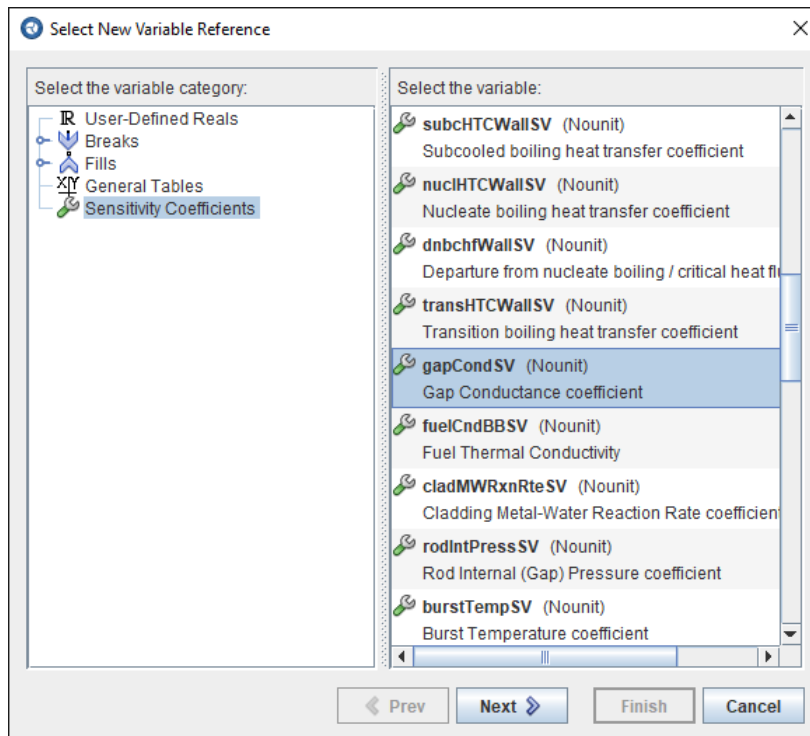 Select New Variable Reference
Select the variable category:
User-Defined Reals
Breaks
Fills
General Tables
Sensitivity Coefficients
Select the variable:
subcHTCWallSV (Nounit)
Subcooled boiling heat transfer coefficient
nuclHTCWallSV (Nounit)
Nucleate boiling heat transfer coefficient
dnbchfWallSV (Nounit)
Departure from nucleate boiling / critical heat flu
transHTCWallSV (Nounit)
Transition boiling heat transfer coefficient
gapCondSV (Nounit)
Gap Conductance coefficient
fuelCndBBSV (Nounit)
Fuel Thermal Conductivity
cladMWRxnRteSV (Nounit)
Cladding Metal-Water Reaction Rate coefficient
rodIntPressSV (Nounit)
Rod Internal (Gap) Pressure coefficient
burstTempSV (Nounit)
Burst Temperature coefficient
Prev Next Finish Cancel